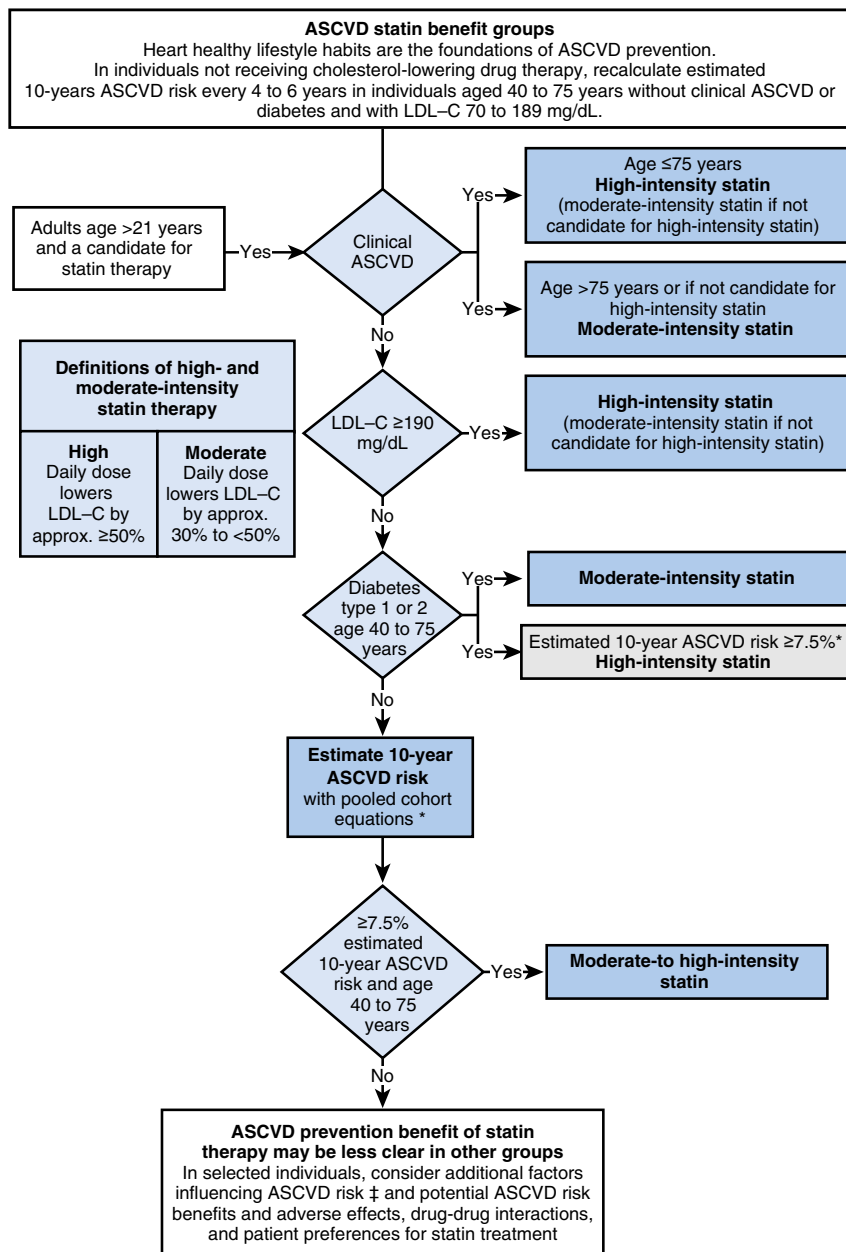 ASCVD statin benefit groups
Heart healthy lifestyle habits are the foundations of ASCVD prevention.
In individuals not receiving cholesterol-lowering drug therapy, recalculate estimated
10-years ASCVD risk every 4 to 6 years in individuals aged 40 to 75 years without clinical ASCVD or
diabetes and with LDL–C 70 to 189 mg/dL.
Adults age >21 years
and a candidate for
statin therapy
Yes
Clinical
ASCVD
Yes
Age ≤75 years
High-intensity statin
(moderate-intensity statin if not
candidate for high-intensity statin)
Yes
Age >75 years or if not candidate for
high-intensity statin
Moderate-intensity statin
No
Definitions of high- and
moderate-intensity
statin therapy
High
Daily dose
lowers
LDL–C by
approx. ≥50%
Moderate
Daily dose
lowers LDL–C
by approx.
30% to <50%
LDL–C ≥190
mg/dL
Yes
High-intensity statin
(moderate-intensity statin if not
candidate for high-intensity statin)
No
Diabetes
type 1 or 2
age 40 to 75
years
Yes
Moderate-intensity statin
Yes
Estimated 10-year ASCVD risk ≥7.5%*
High-intensity statin
No
Estimate 10-year
ASCVD risk
with pooled cohort
equations *
≥7.5%
estimated
10-year ASCVD
risk and age
40 to 75
years
Yes
Moderate-to high-intensity
statin
No
ASCVD prevention benefit of statin
therapy may be less clear in other groups
In selected individuals, consider additional factors
influencing ASCVD risk ‡ and potential ASCVD risk
benefits and adverse effects, drug-drug interactions,
and patient preferences for statin treatment